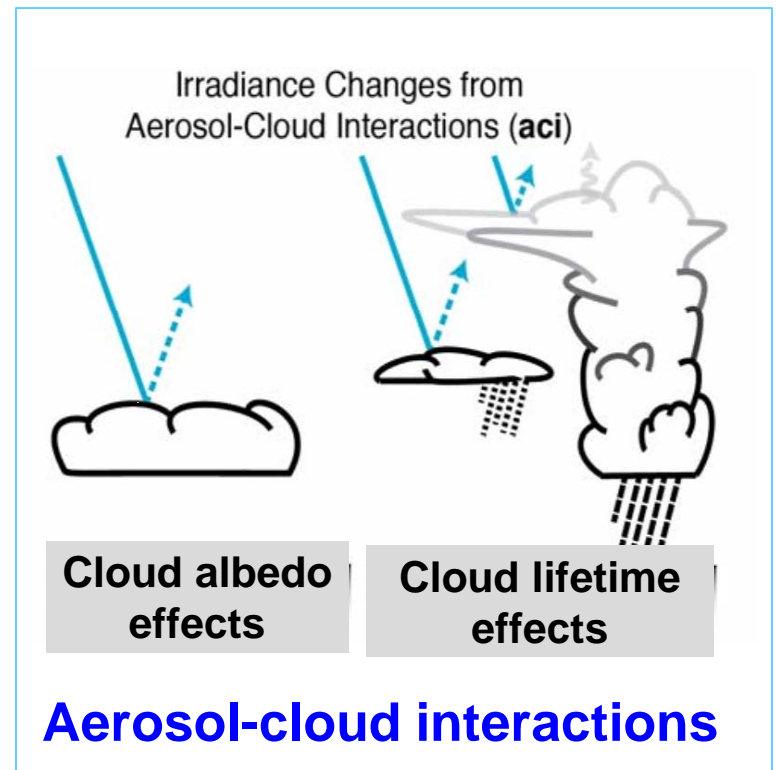 Irradiance Changes from
Aerosol-Cloud Interactions (aci)
Cloud albedo
effects
Cloud lifetime
effects
Aerosol-cloud interactions